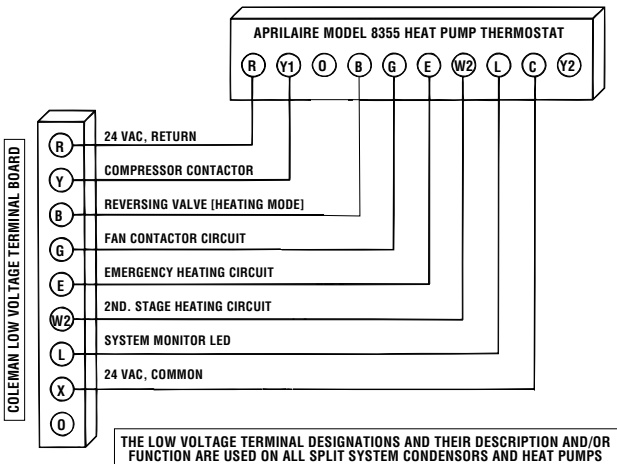 APRILAIRE MODEL 8355 HEAT PUMP THERMOSTAT
R Y1 O B G E W2 L C Y2
COLEMAN LOW VOLTAGE TERMINAL BOARD
R 24 VAC, RETURN
Y COMPRESSOR CONTACTOR
B REVERSING VALVE [HEATING MODE]
G FAN CONTACTOR CIRCUIT
E EMERGENCY HEATING CIRCUIT
W2 2ND. STAGE HEATING CIRCUIT
L SYSTEM MONITOR LED
X 24 VAC, COMMON
O
THE LOW VOLTAGE TERMINAL DESIGNATIONS AND THEIR DESCRIPTION AND/OR
FUNCTION ARE USED ON ALL SPLIT SYSTEM CONDENSORS AND HEAT PUMPS